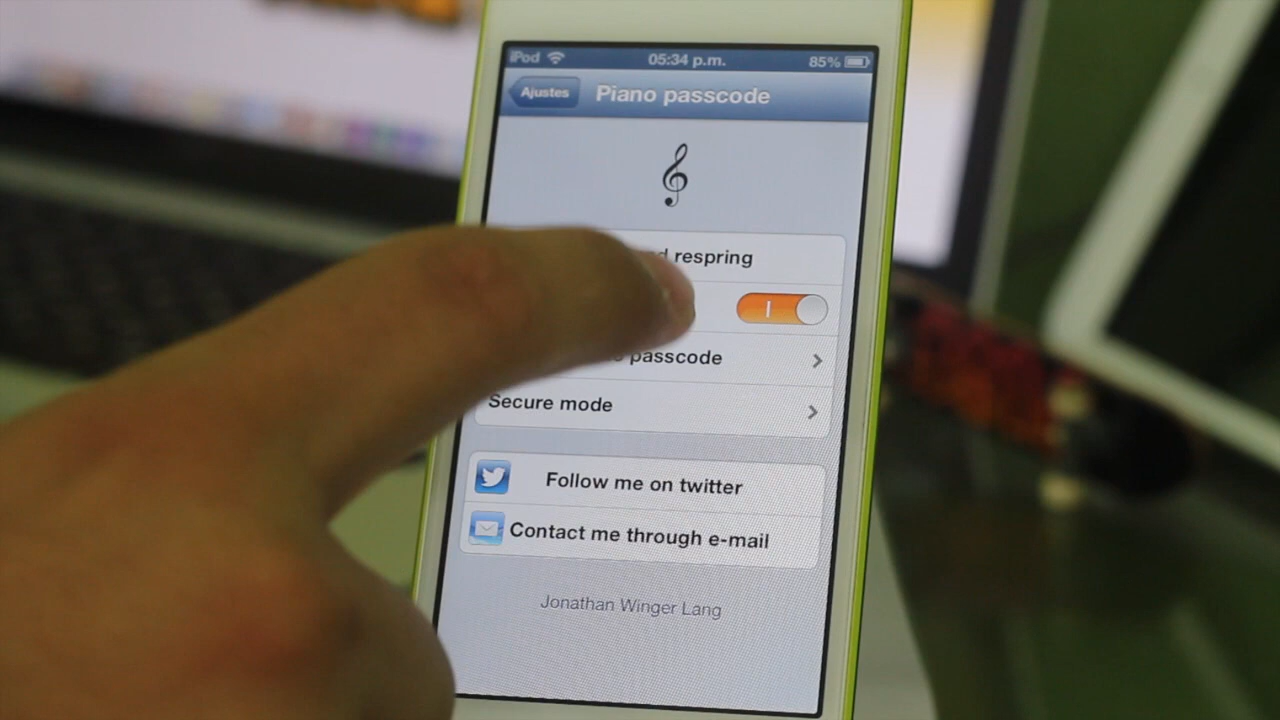 iPod 05:34 p.m. 85%
Ajustes Piano passcode
respring
passcode
Secure mode
Follow me on twitter
Contact me through e-mail
Jonathan Winger Lang